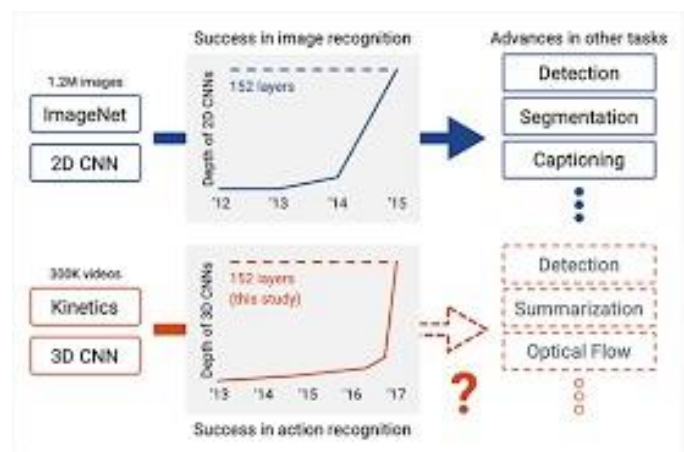 Success in image recognition
Advances in other tasks
1.2M images
ImageNet
2D CNN
Depth of 2D CNNs
152 layers
'12 '13 '14 '15
Detection
Segmentation
Captioning
300K videos
Kinetics
3D CNN
Depth of 3D CNNs
152 layers
(this study)
'13 '14 '15 '16 '17
Success in action recognition
?
Detection
Summarization
Optical Flow